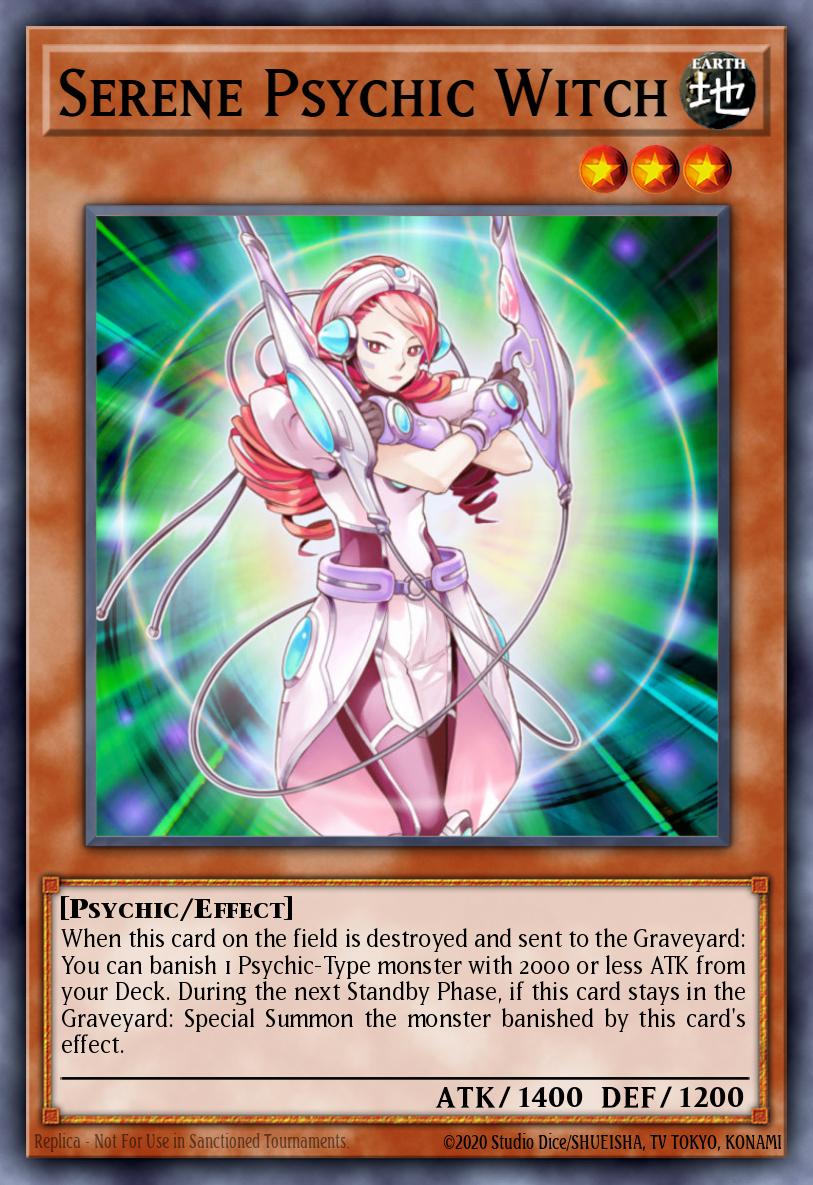 Serene Psychic Witch
EARTH
地
[Psychic/Effect]
When this card on the field is destroyed and sent to the Graveyard:
You can banish 1 Psychic-Type monster with 2000 or less ATK from
your Deck. During the next Standby Phase, if this card stays in the
Graveyard: Special Summon the monster banished by this card's
effect.
ATK/1400 DEF/1200
Replica - Not For Use in Sanctioned Tournaments.
©2020 Studio Dice/SHUEISHA, TV TOKYO, KONAMI